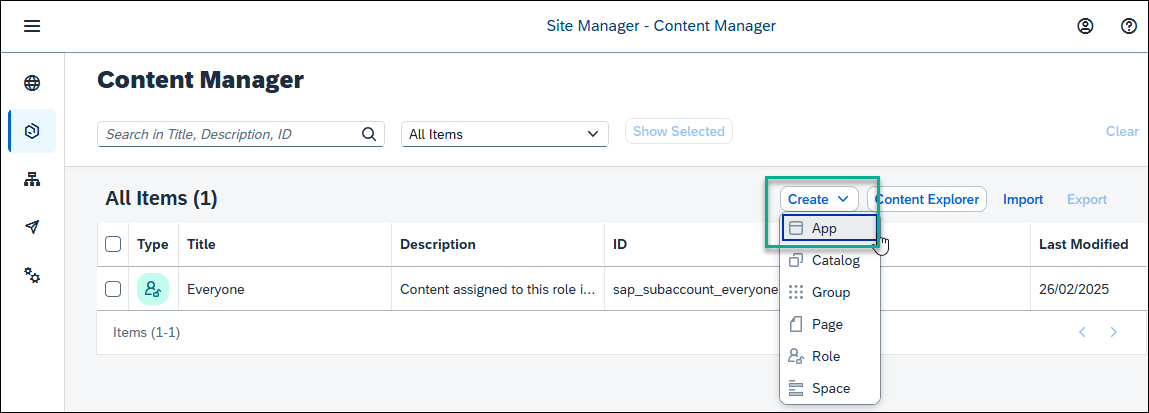 Site Manager - Content Manager
Content Manager
Search in Title, Description, ID
All Items
Show Selected
Clear
All Items (1)
Create
Content Explorer
Import
Export
Type
Title
Description
ID
Last Modified
App
Catalog
Everyone
Content assigned to this role i...
sap_subaccount_everyone
26/02/2025
Group
Items (1-1)
Page
Role
Space